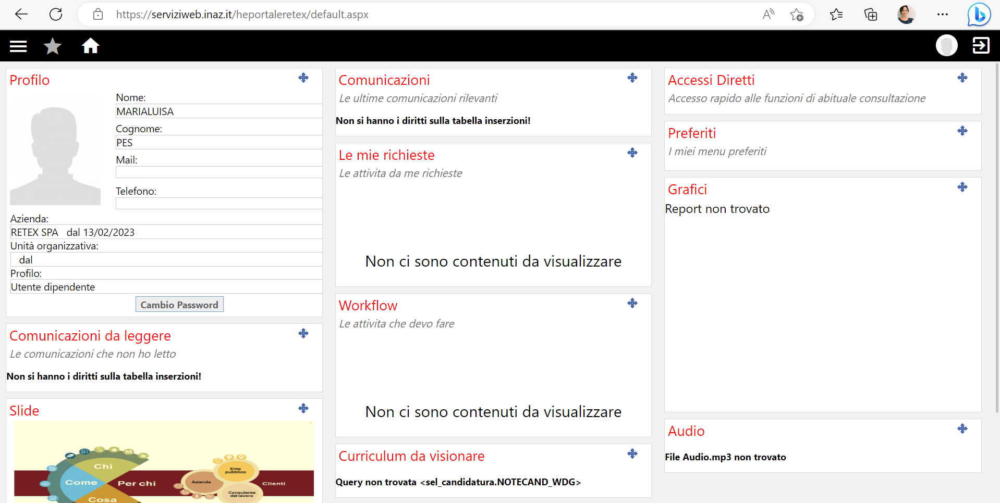 https://serviziweb.inaz.it/heportaleretex/default.aspx
Profilo
Nome:
MARIALUISA
Cognome:
PES
Mail:
Telefono:
Azienda:
RETEX SPA dal 13/02/2023
Unità organizzativa:
dal
Profilo:
Utente dipendente
Cambio Password
Comunicazioni da leggere
Le comunicazioni che non ho letto
Non si hanno i diritti sulla tabella inserzioni!
Slide
Chi
Come
Per chi
Cosa
Azienda
Ente
pubblico
Consulente
del lavoro
Clienti
Comunicazioni
Le ultime comunicazioni rilevanti
Non si hanno i diritti sulla tabella inserzioni!
Le mie richieste
Le attivita da me richieste
Non ci sono contenuti da visualizzare
Workflow
Le attivita che devo fare
Non ci sono contenuti da visualizzare
Curriculum da visionare
Query non trovata <sel_candidatura.NOTECAND_WDG>
Accessi Diretti
Accesso rapido alle funzioni di abituale consultazione
Preferiti
I miei menu preferiti
Grafici
Report non trovato
Audio
File Audio.mp3 non trovato